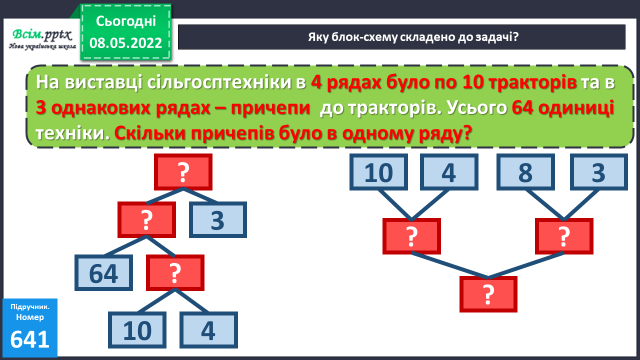 Всім.pptx
Нова українська школа
Сьогодні
08.05.2022
Яку блок-схему складено до задачі?
На виставці сільгосптехніки в 4 рядах було по 10 тракторів та в
3 однакових рядах – причепи до тракторів. Усього 64 одиниці
техніки. Скільки причепів було в одному ряду?
?
? 3
64 ?
10 4
10 4 8 3
? ?
?
Підручник.
Номер
641